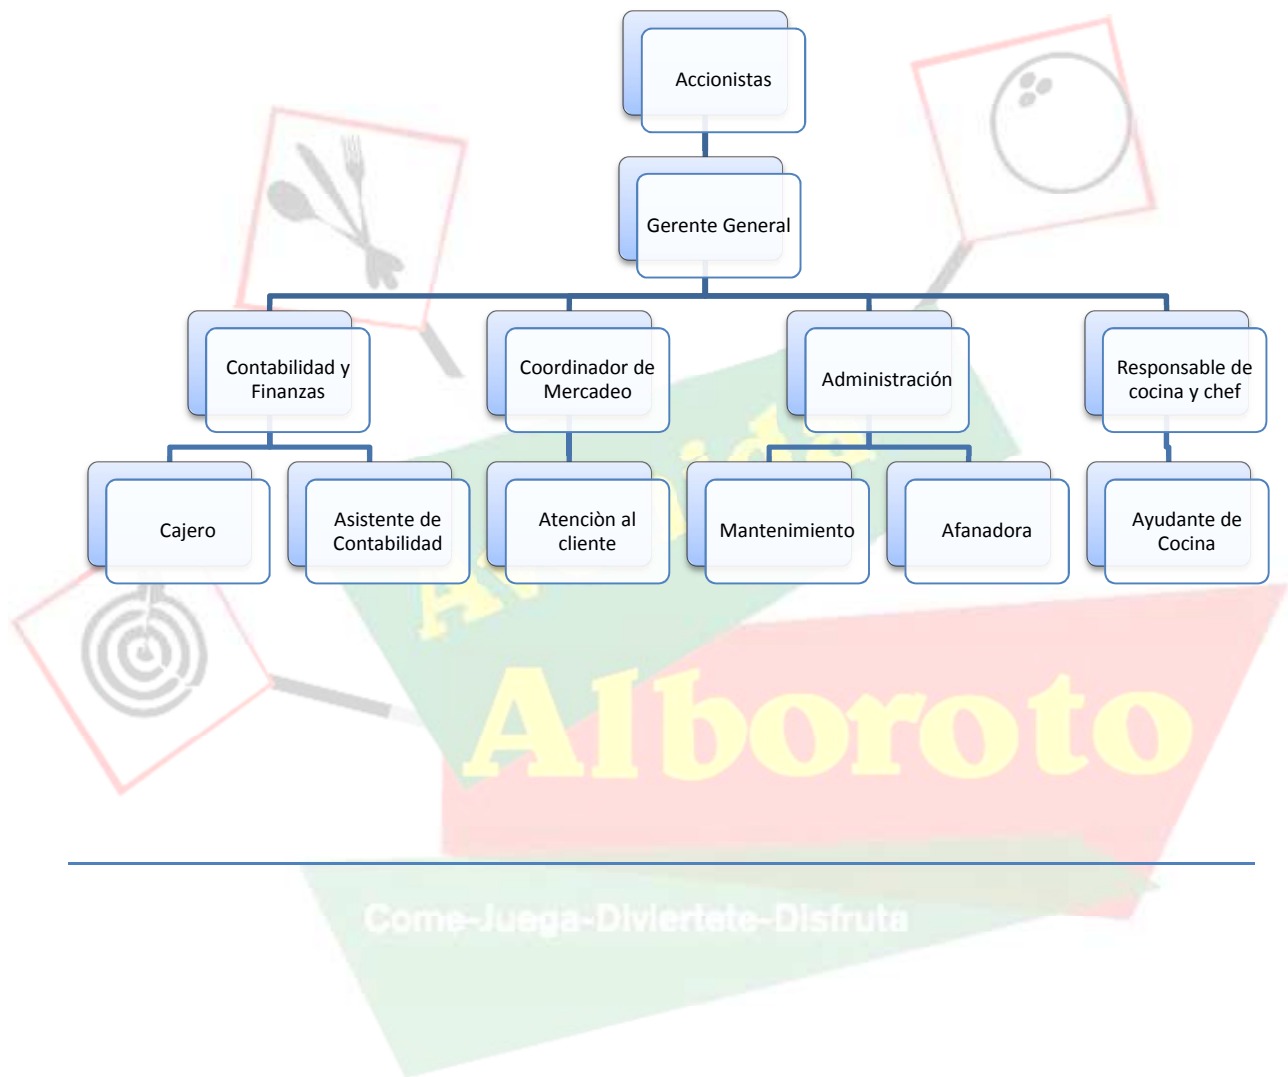 Accionistas
Gerente General
Contabilidad y
Finanzas
Coordinador de
Mercadeo
Administración
Responsable de
cocina y chef
Cajero
Asistente de
Contabilidad
Atenciòn al
cliente
Mantenimiento
Afanadora
Ayudante de
Cocina
Alboroto
Come-Juega-Diviertete-Disfruta